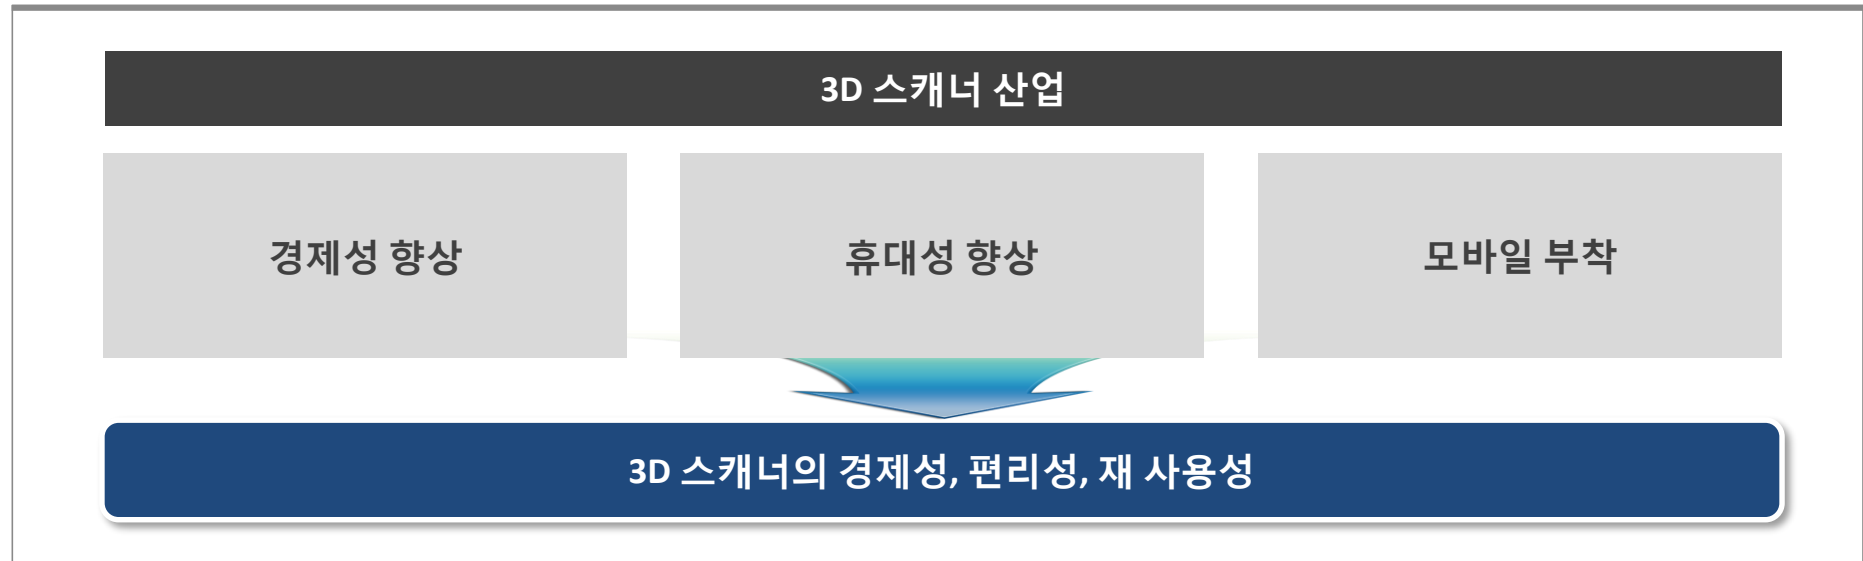 3D 스캐너 산업
경제성 향상
휴대성 향상
모바일 부착
3D 스캐너의 경제성, 편리성, 재 사용성